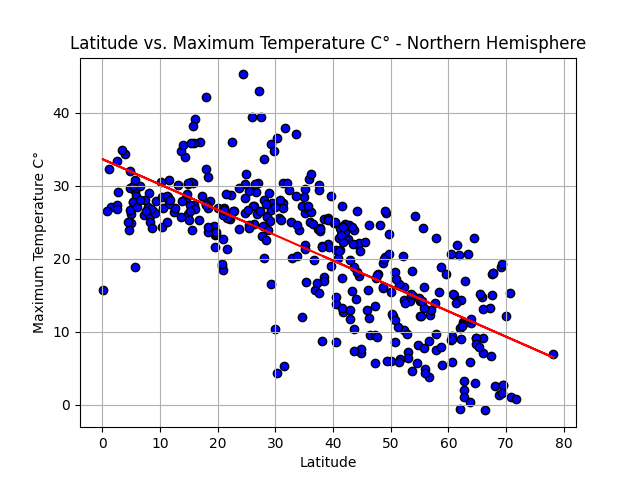 Latitude vs. Maximum Temperature C° - Northern Hemisphere
40
30
20
10
0
Maximum Temperature C°
0 10 20 30 40 50 60 70 80
Latitude